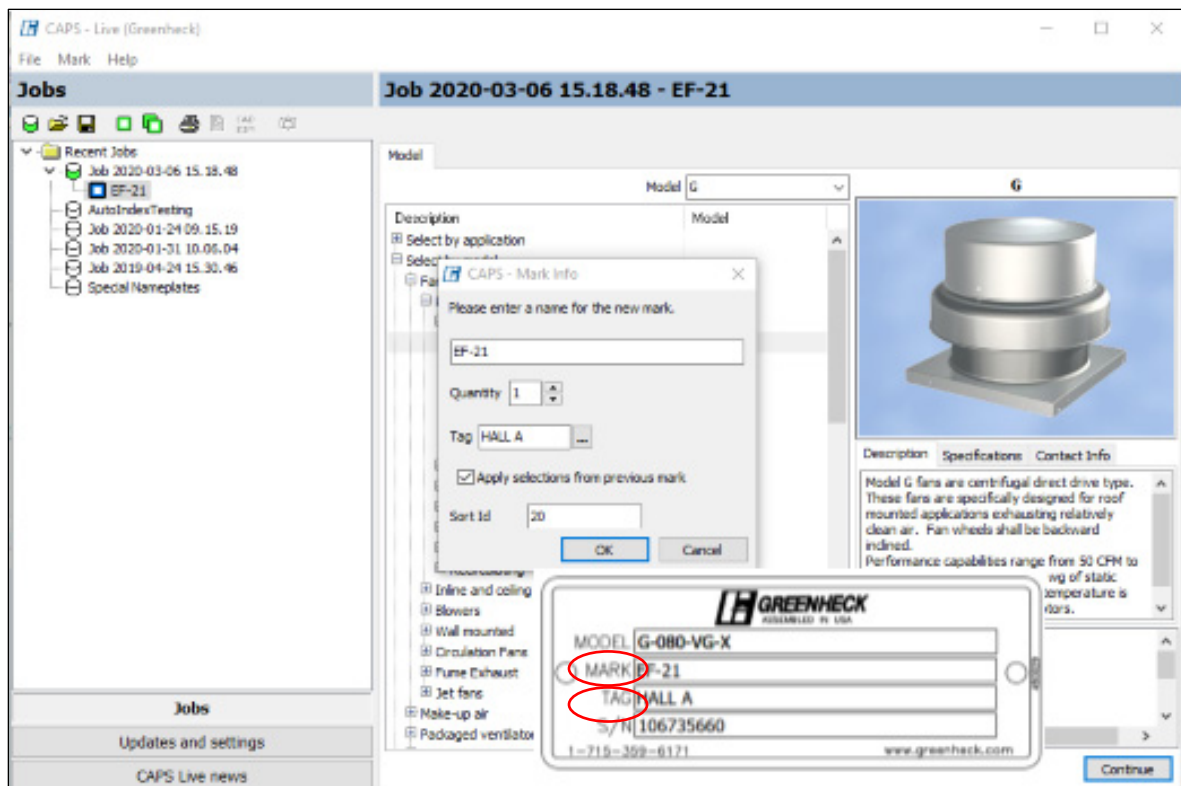 CAPS - Live (Greenheck)
File Mark Help
Jobs
Job 2020-03-06 15.18.48 - EF-21
Recent Jobs
Job 2020-03-06 15.18.48
EF-21
AutoIndexTesting
Job 2020-01-24 09.15.19
Job 2020-01-31 10.06.04
Job 2019-04-24 15.30.46
Special Nameplates
Model
Model G
G
Description Model
Select by application
Select by model
CAPS - Mark Info
Please enter a name for the new mark.
EF-21
Quantity 1
Tag HALL A ...
Apply selections from previous mark
Sort Id 20
OK Cancel
Inline and ceiling
Blowers
Wall mounted
Circulation Fans
Fume Exhaust
Jet fans
Make-up air
Packaged ventilator
Description Specifications Contact Info
Model G fans are centrifugal direct drive type.
These fans are specifically designed for roof
mounted applications exhausting relatively
clean air. Fan wheels shall be backward
inclined.
Performance capabilities range from 50 CFM to
wg of static
temperature is
GREENHECK
ASSEMBLED IN USA
MODEL G-080-VG-X
MARK EF-21
TAG HALL A
S/N 106735660
1-715-359-6171 www.greenheck.com
Jobs
Updates and settings
CAPS Live news
Continue